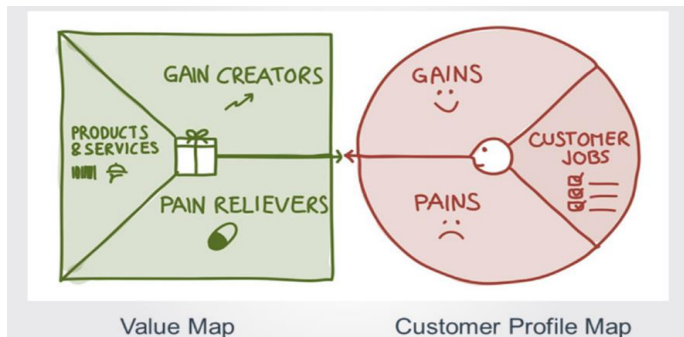 GAIN CREATORS
PRODUCTS
& SERVICES
PAIN RELIEVERS
GAINS
CUSTOMER
JOBS
PAINS
Value Map
Customer Profile Map